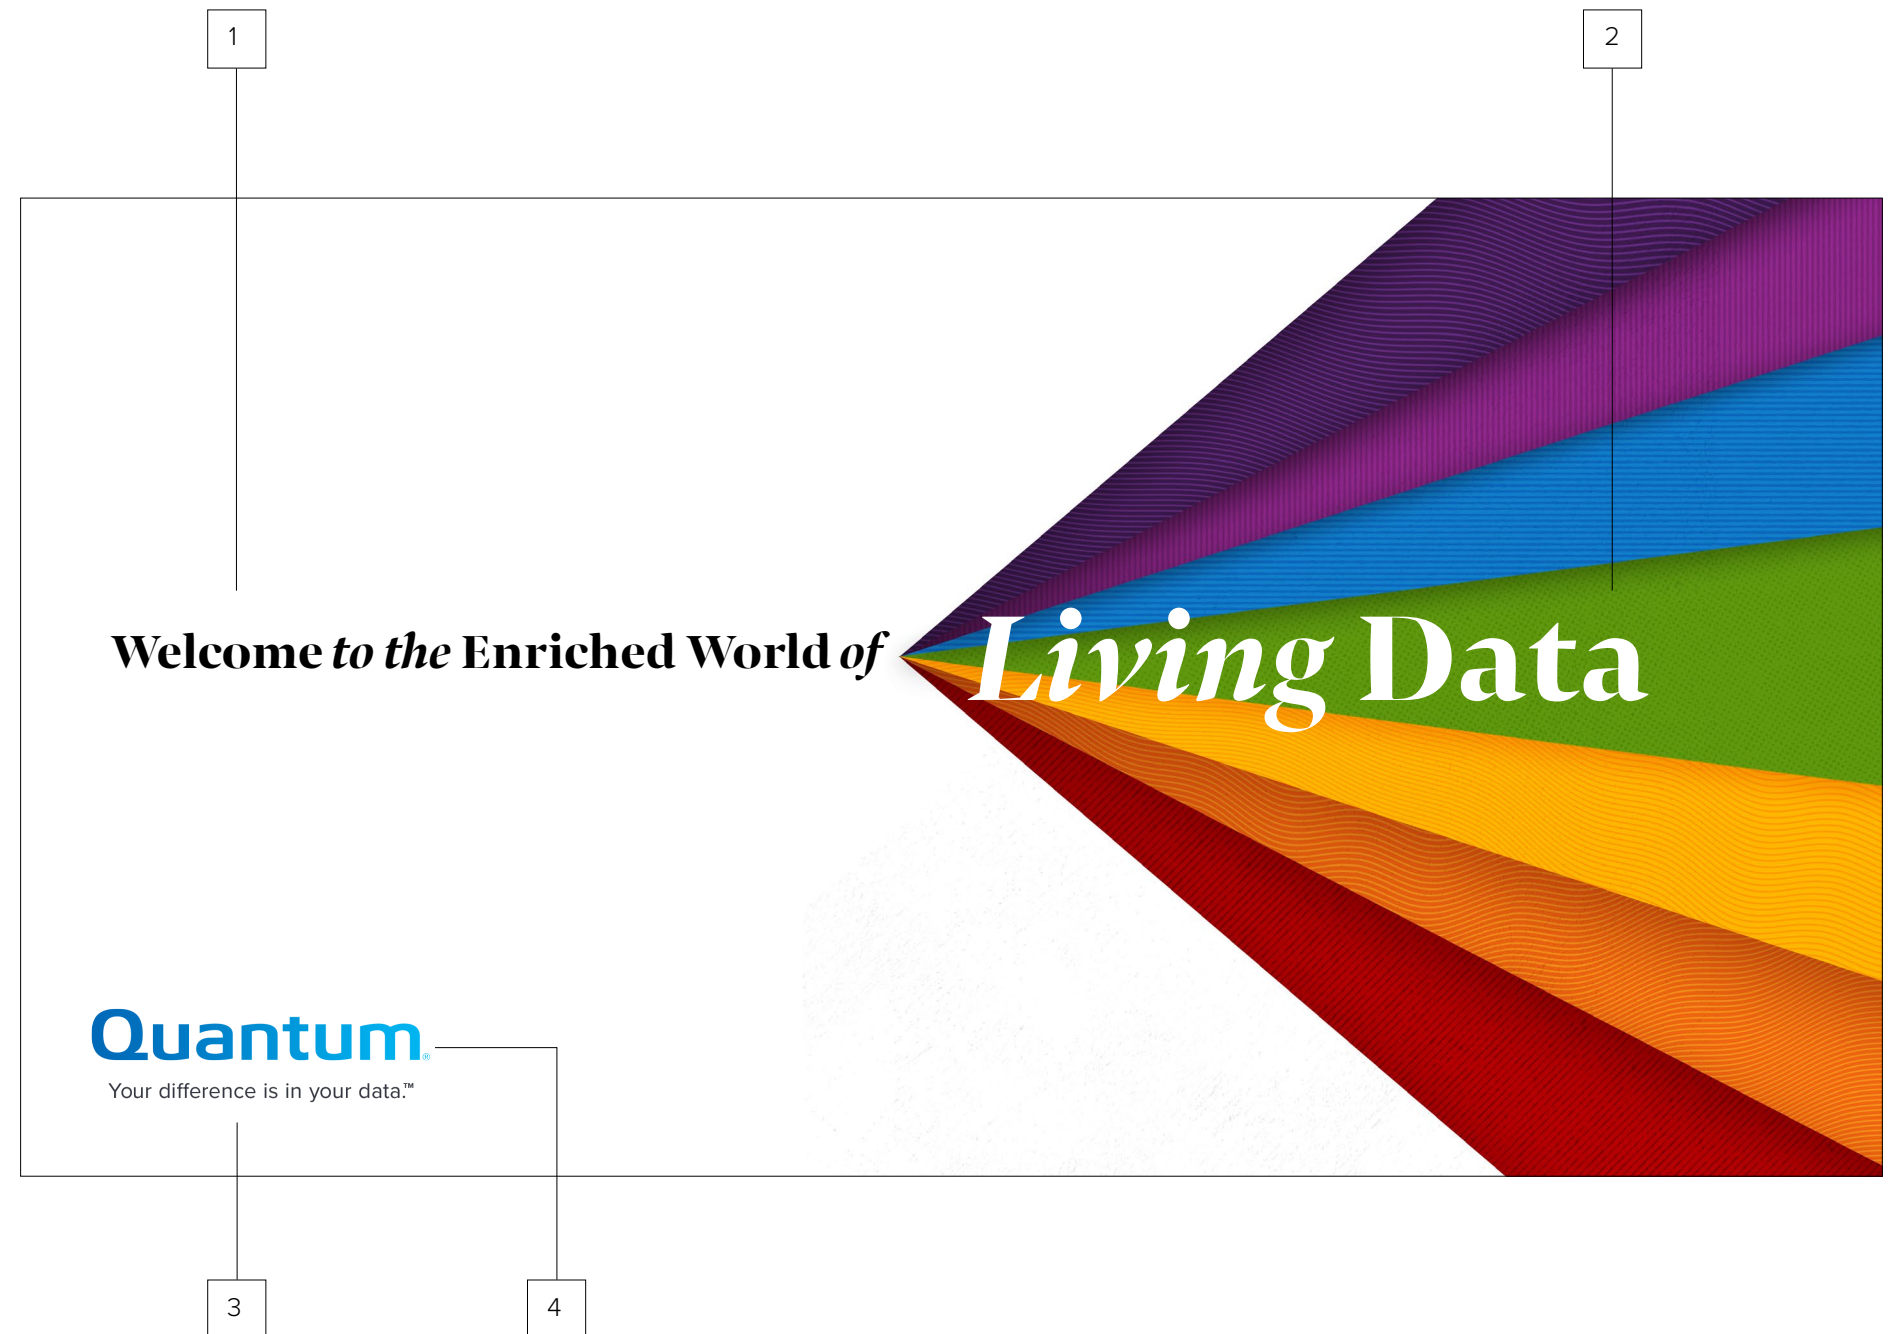 1
2
Welcome to the Enriched World of Living Data
Quantum®
Your difference is in your data.™
3
4